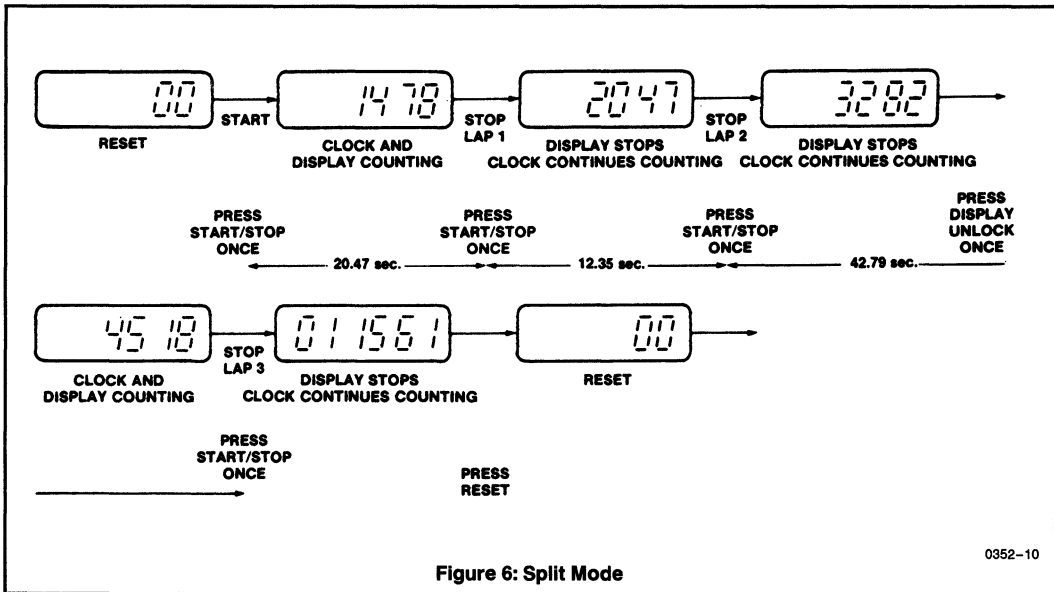 00
14 78
20 47
32 82
START
STOP
LAP 1
STOP
LAP 2
RESET
CLOCK AND
DISPLAY COUNTING
DISPLAY STOPS
CLOCK CONTINUES COUNTING
DISPLAY STOPS
CLOCK CONTINUES COUNTING
PRESS
START/STOP
ONCE
PRESS
START/STOP
ONCE
PRESS
START/STOP
ONCE
PRESS
DISPLAY
UNLOCK
ONCE
20.47 sec.
12.35 sec.
42.79 sec.
45 18
01 15 61
00
STOP
LAP 3
CLOCK AND
DISPLAY COUNTING
DISPLAY STOPS
CLOCK CONTINUES COUNTING
RESET
PRESS
START/STOP
ONCE
PRESS
RESET
0352–10
Figure 6: Split Mode